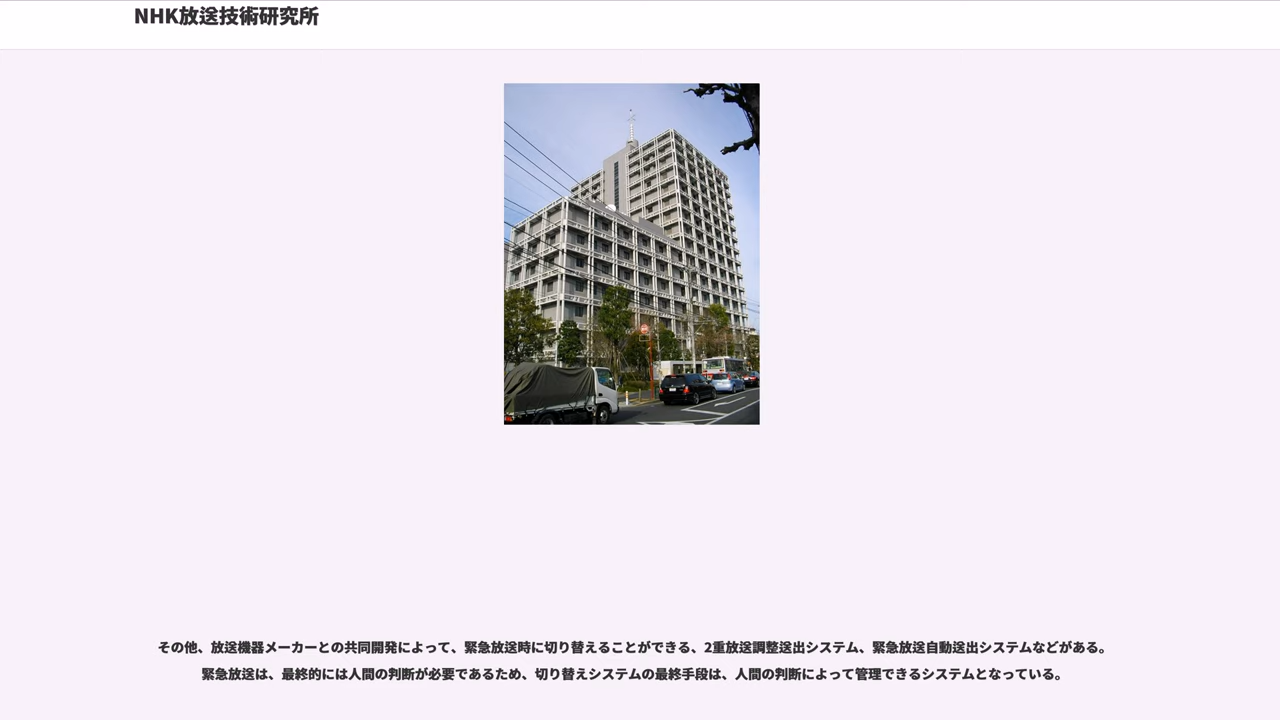 NHK放送技術研究所
その他、放送機器メーカーとの共同開発によって、緊急放送時に切り替えることができる、2重放送調整送出システム、緊急放送自動送出システムなどがある。
緊急放送は、最終的には人間の判断が必要であるため、切り替えシステムの最終手段は、人間の判断によって管理できるシステムとなっている。